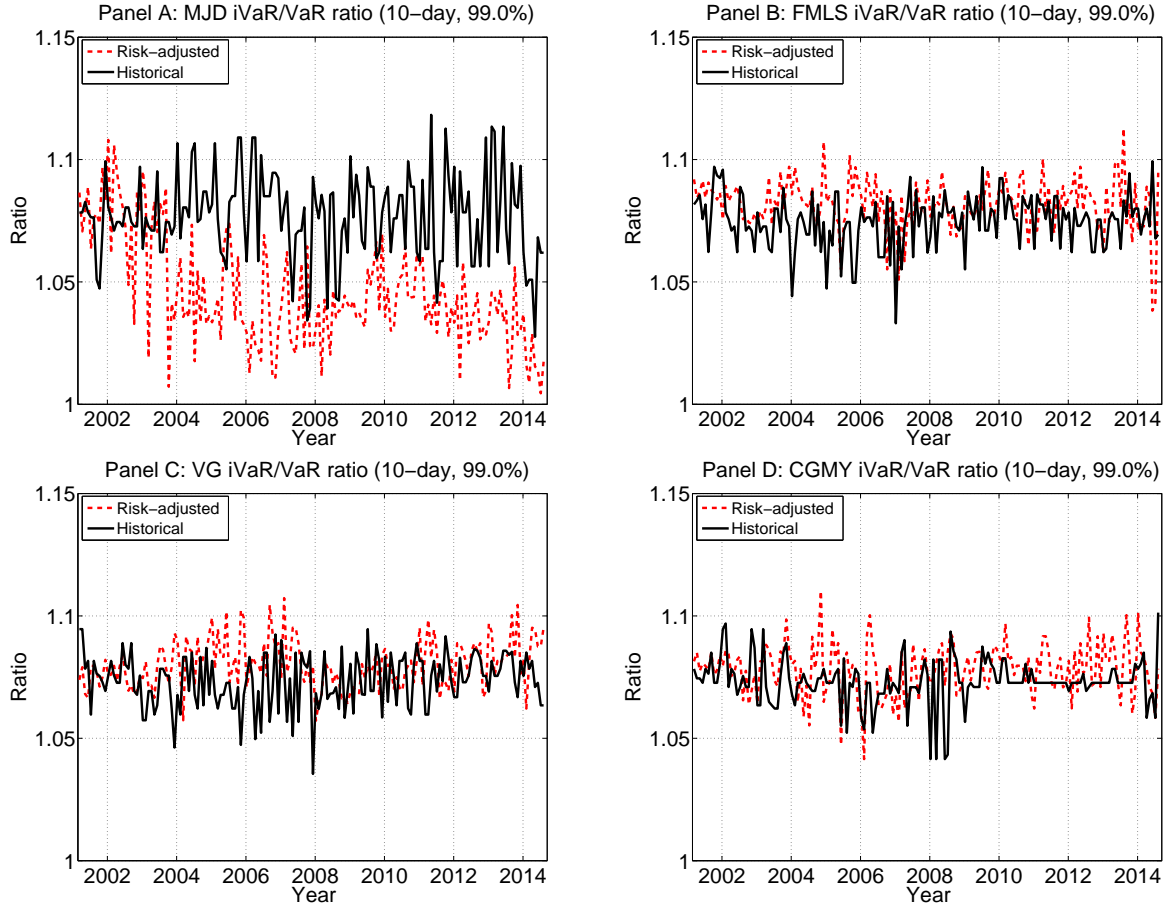 Panel A: MJD iVaR/VaR ratio (10−day, 99.0%)
1.15
1.1
1.05
1
Ratio
Risk−adjusted
Historical
2002 2004 2006 2008 2010 2012 2014
Year
Panel B: FMLS iVaR/VaR ratio (10−day, 99.0%)
1.15
1.1
1.05
1
Ratio
Risk−adjusted
Historical
2002 2004 2006 2008 2010 2012 2014
Year
Panel C: VG iVaR/VaR ratio (10−day, 99.0%)
1.15
1.1
1.05
1
Ratio
Risk−adjusted
Historical
2002 2004 2006 2008 2010 2012 2014
Year
Panel D: CGMY iVaR/VaR ratio (10−day, 99.0%)
1.15
1.1
1.05
1
Ratio
Risk−adjusted
Historical
2002 2004 2006 2008 2010 2012 2014
Year